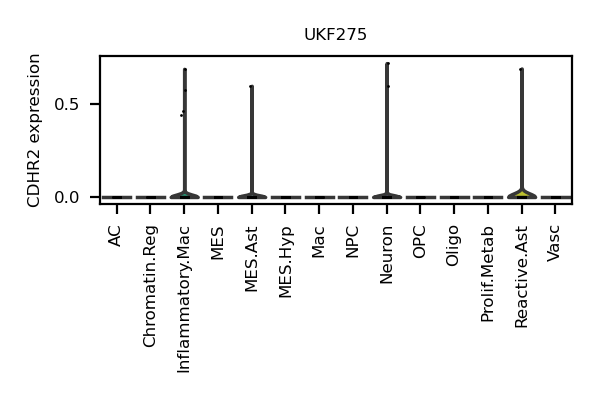 UKF275
CDHR2 expression
0.5
0.0
AC
Chromatin.Reg
Inflammatory.Mac
MES
MES.Ast
MES.Hyp
Mac
NPC
Neuron
OPC
Oligo
Prolif.Metab
Reactive.Ast
Vasc